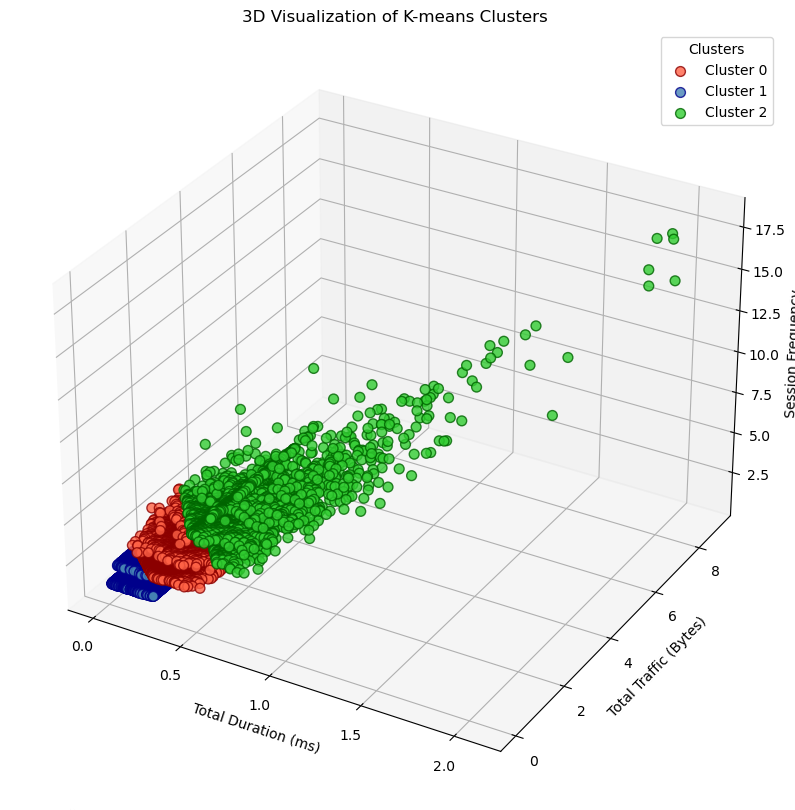 3D Visualization of K-means Clusters
Clusters
Cluster 0
Cluster 1
Cluster 2
17.5
15.0
12.5
10.0
7.5
5.0
2.5
Session Frequency
8
6
4
2
0
Total Traffic (Bytes)
0.0
0.5
1.0
1.5
2.0
Total Duration (ms)